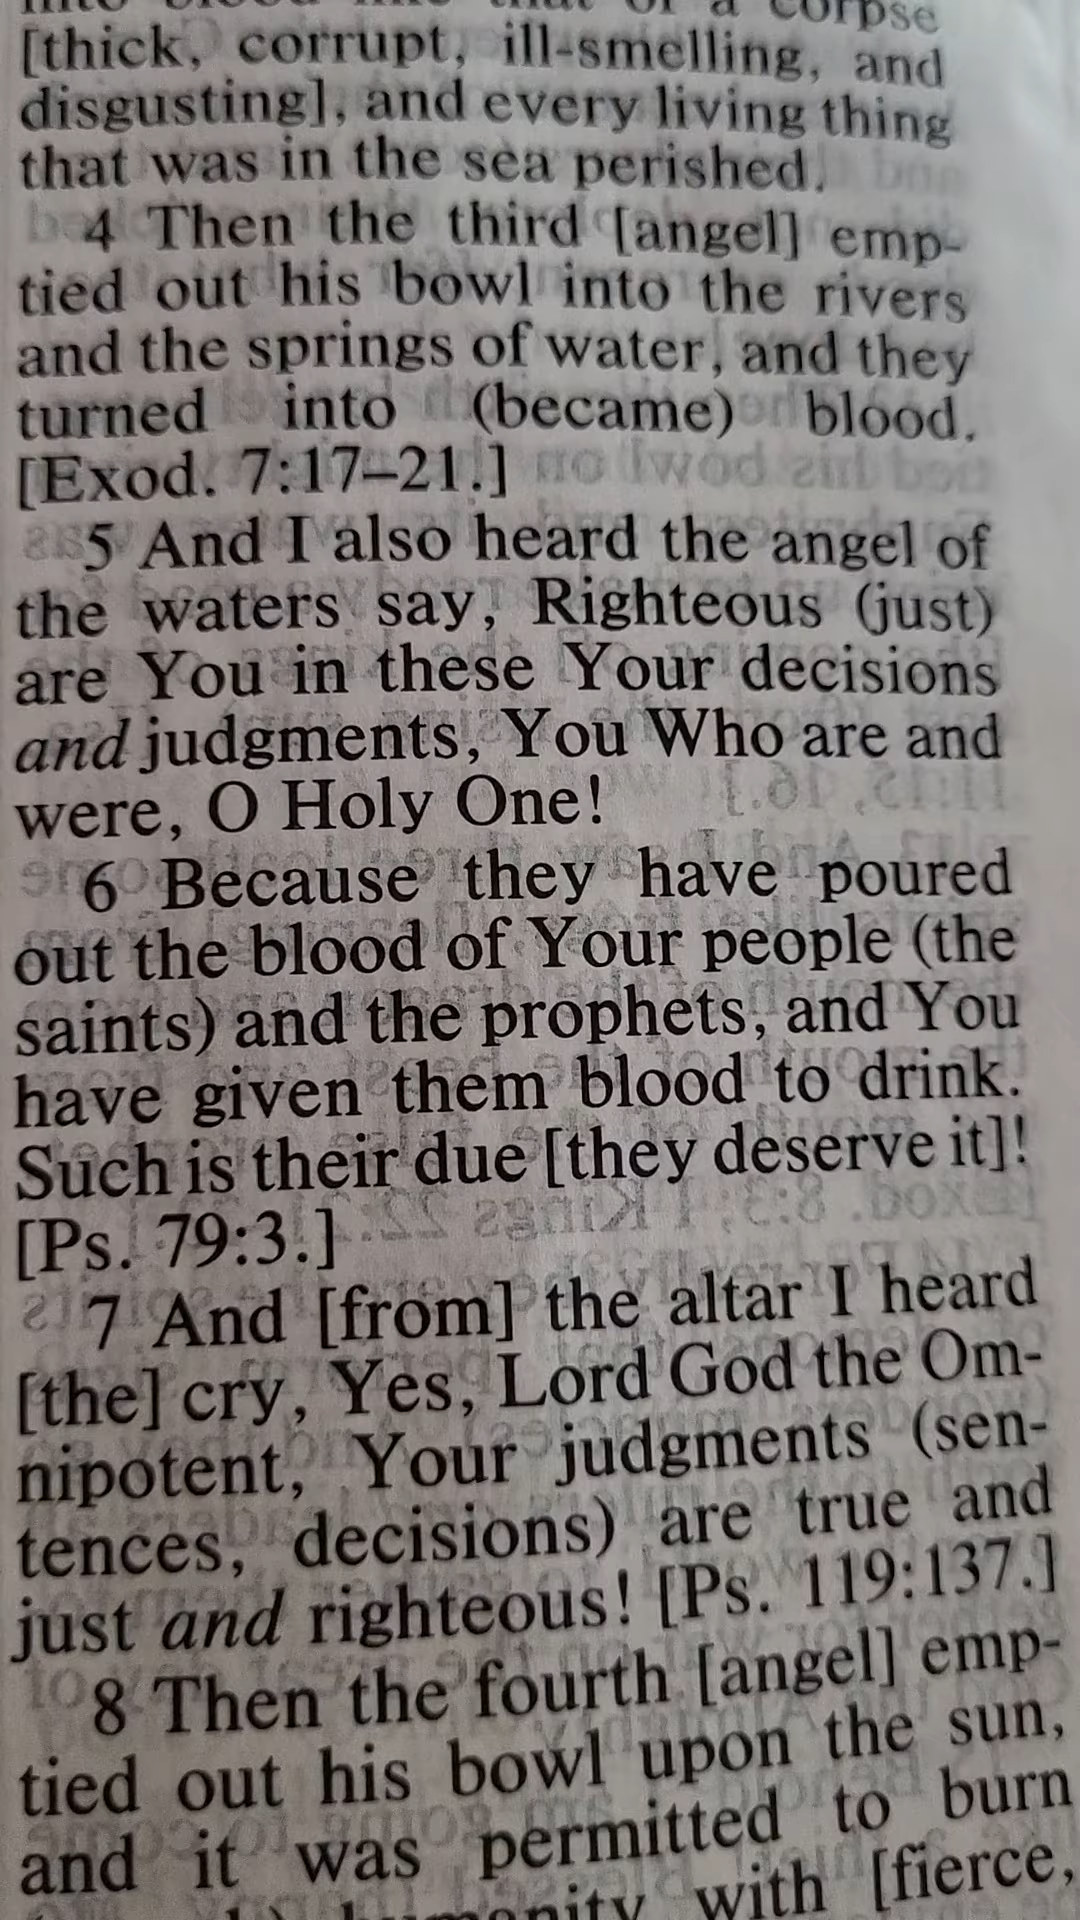 into blood like that of a corpse
[thick, corrupt, ill-smelling, and
disgusting], and every living thing
that was in the sea perished.
4 Then the third [angel] emp-
tied out his bowl into the rivers
and the springs of water, and they
turned into (became) blood.
[Exod. 7:17–21.]
5 And I also heard the angel of
the waters say, Righteous (just)
are You in these Your decisions
and judgments, You Who are and
were, O Holy One!
6 Because they have poured
out the blood of Your people (the
saints) and the prophets, and You
have given them blood to drink.
Such is their due [they deserve it]!
[Ps. 79:3.]
7 And [from] the altar I heard
[the] cry, Yes, Lord God the Om-
nipotent, Your judgments (sen-
tences, decisions) are true and
just and righteous! [Ps. 119:137.]
8 Then the fourth [angel] emp-
tied out his bowl upon the sun,
and it was permitted to burn
humanity with [fierce,